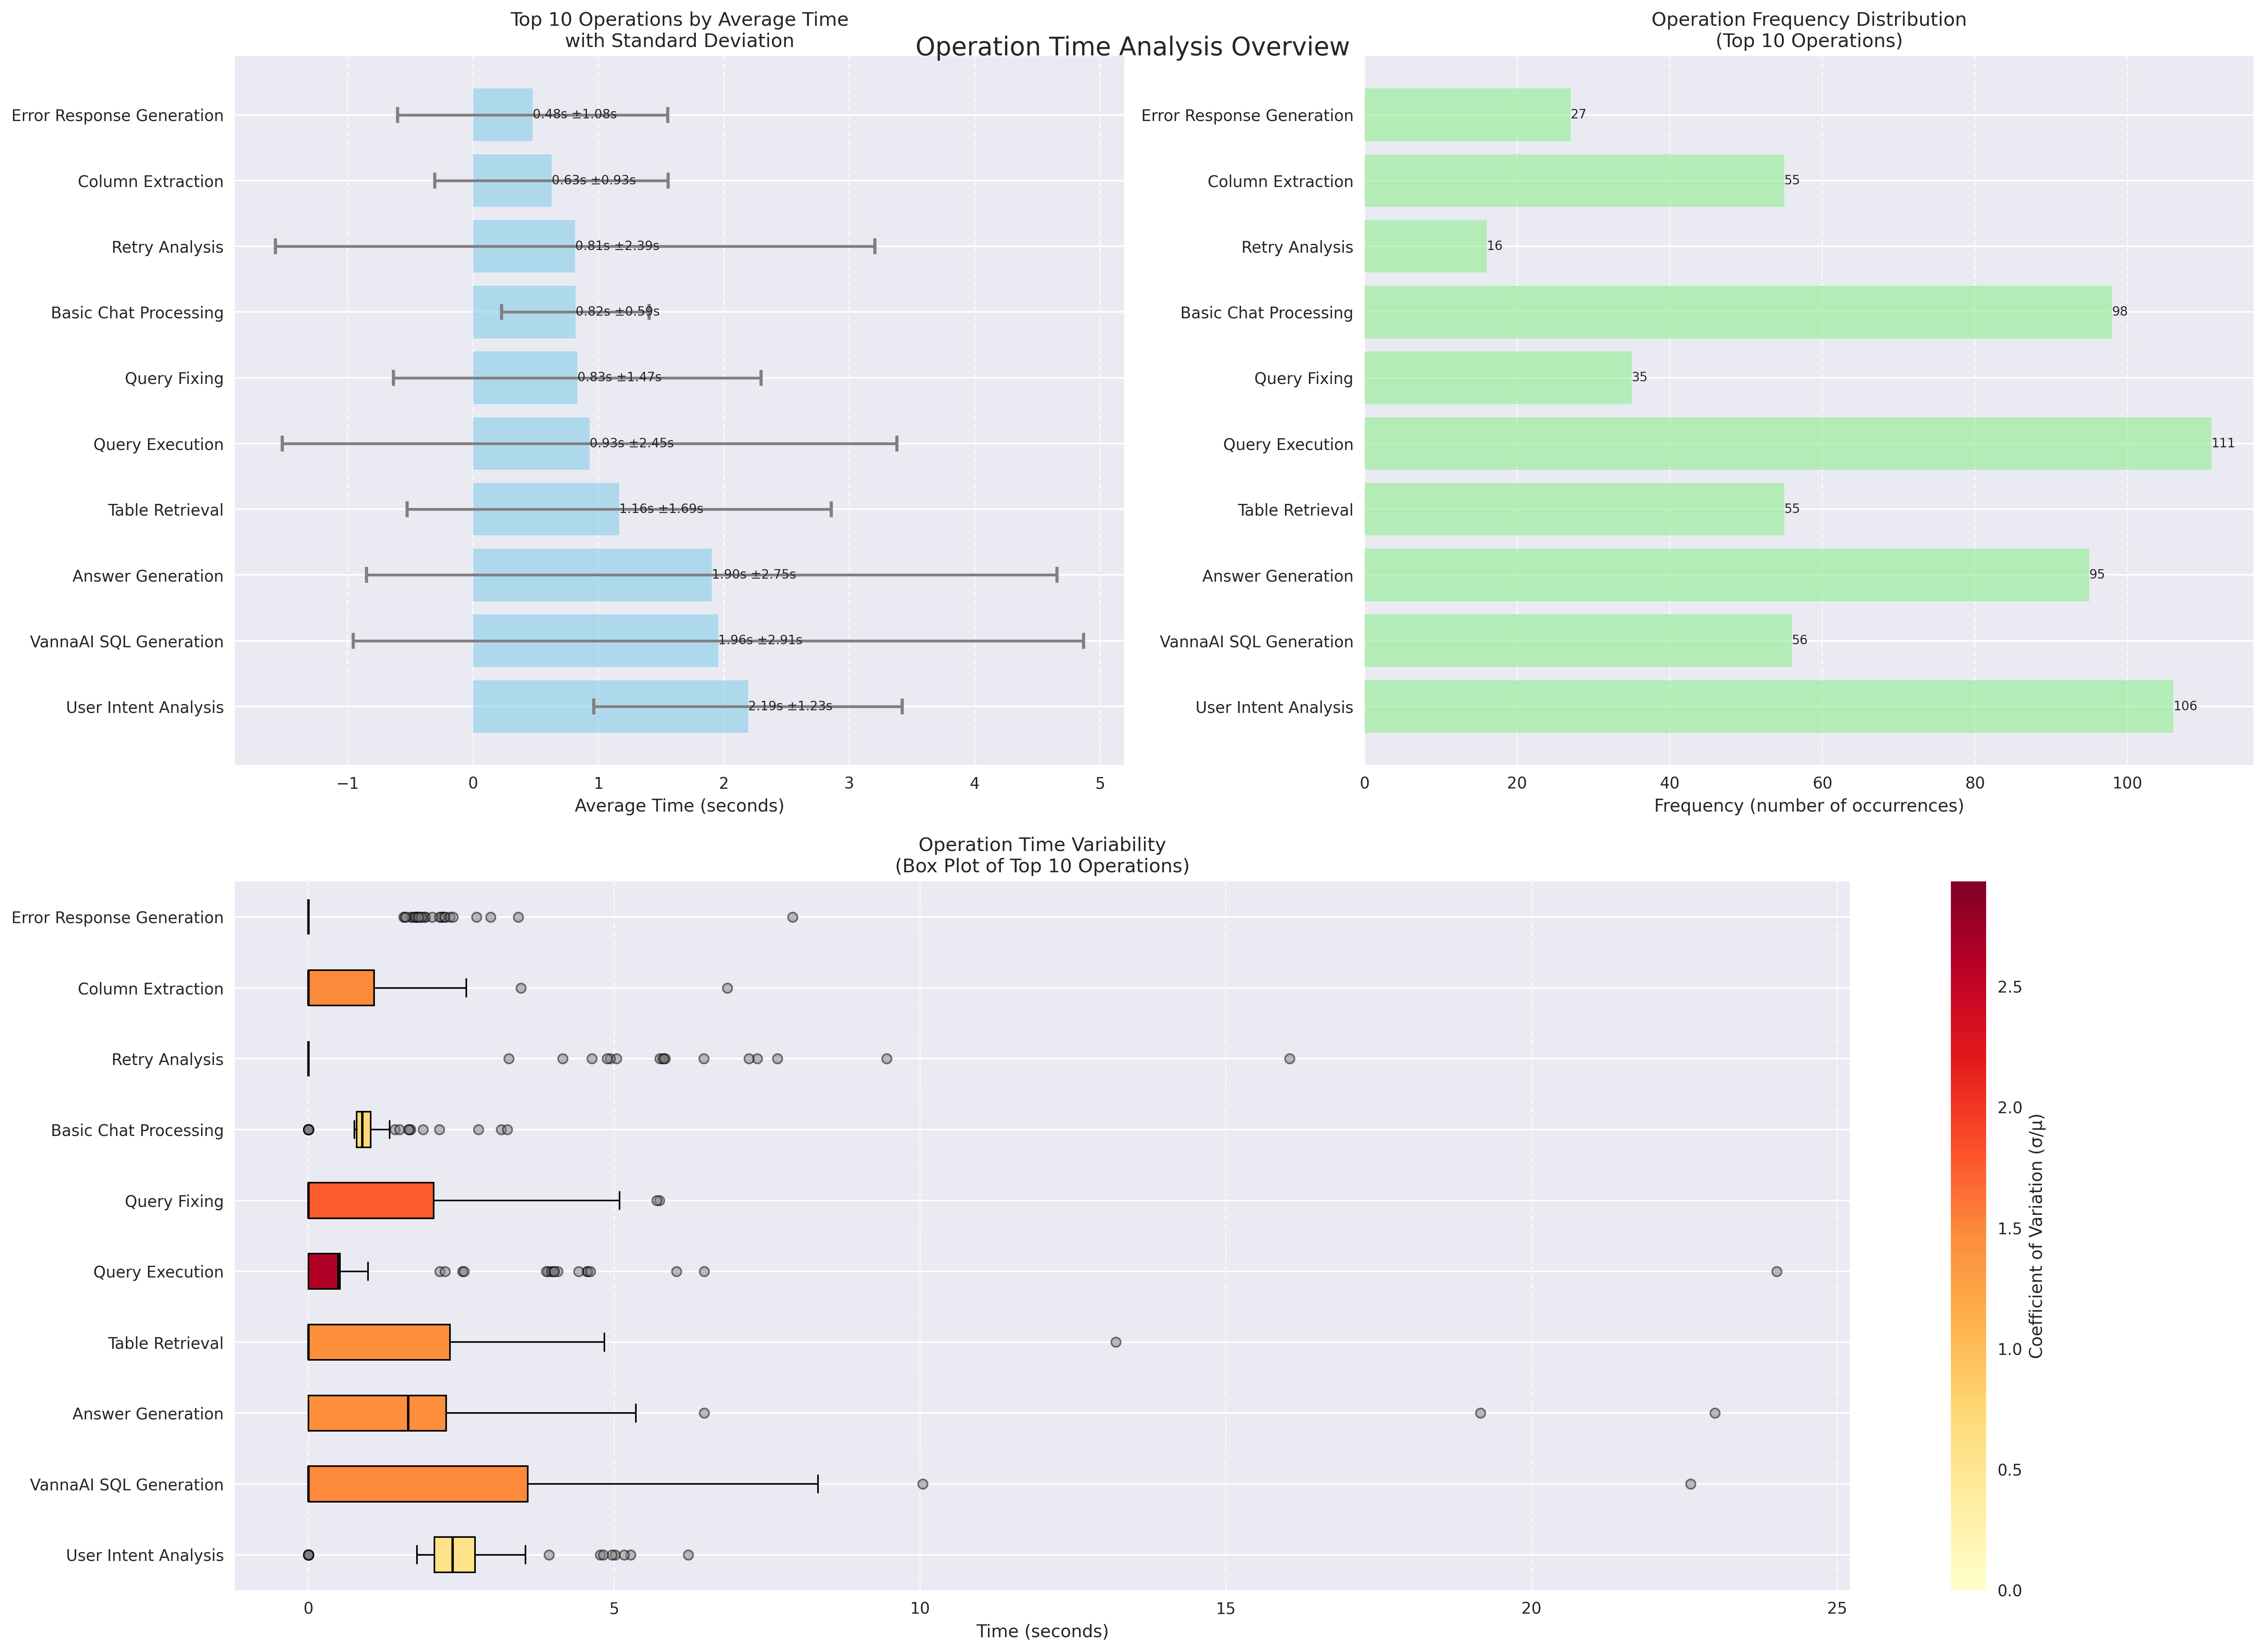 Operation Time Analysis Overview
Top 10 Operations by Average Time
with Standard Deviation
Error Response Generation
0.48s ±1.08s
Column Extraction
0.63s ±0.93s
Retry Analysis
0.81s ±2.39s
Basic Chat Processing
0.82s ±0.59s
Query Fixing
0.83s ±1.47s
Query Execution
0.93s ±2.45s
Table Retrieval
1.16s ±1.69s
Answer Generation
1.90s ±2.75s
VannaAI SQL Generation
1.96s ±2.91s
User Intent Analysis
2.19s ±1.23s
−1 0 1 2 3 4 5
Average Time (seconds)
Operation Frequency Distribution
(Top 10 Operations)
Error Response Generation
27
Column Extraction
55
Retry Analysis
16
Basic Chat Processing
98
Query Fixing
35
Query Execution
111
Table Retrieval
55
Answer Generation
95
VannaAI SQL Generation
56
User Intent Analysis
106
0 20 40 60 80 100
Frequency (number of occurrences)
Operation Time Variability
(Box Plot of Top 10 Operations)
Error Response Generation
Column Extraction
Retry Analysis
Basic Chat Processing
Query Fixing
Query Execution
Table Retrieval
Answer Generation
VannaAI SQL Generation
User Intent Analysis
0 5 10 15 20 25
Time (seconds)
2.5
2.0
1.5
1.0
0.5
0.0
Coefficient of Variation (σ/μ)